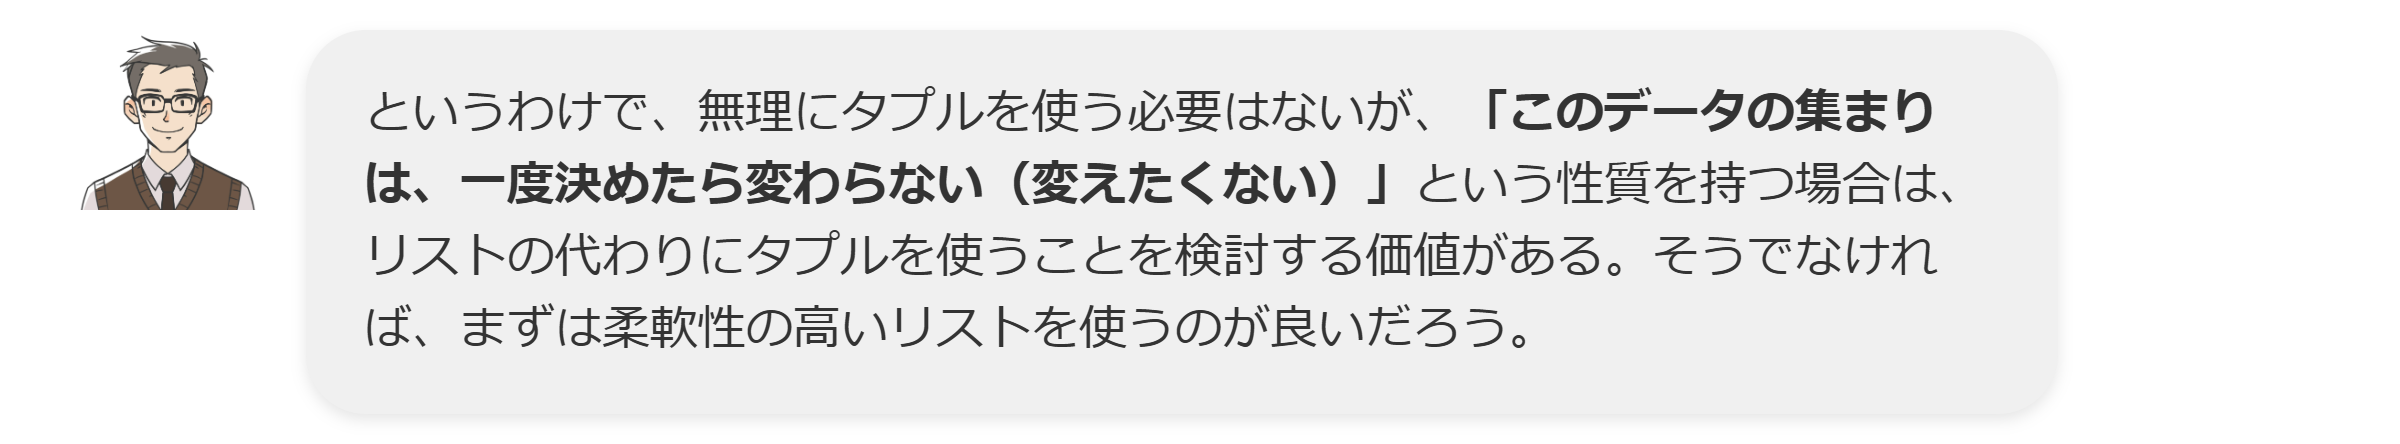 というわけで、無理にタプルを使う必要はないが、「このデータの集まり
は、一度決めたら変わらない（変えたくない）」という性質を持つ場合は、
リストの代わりにタプルを使うことを検討する価値がある。そうでなけれ
ば、まずは柔軟性の高いリストを使うのが良いだろう。